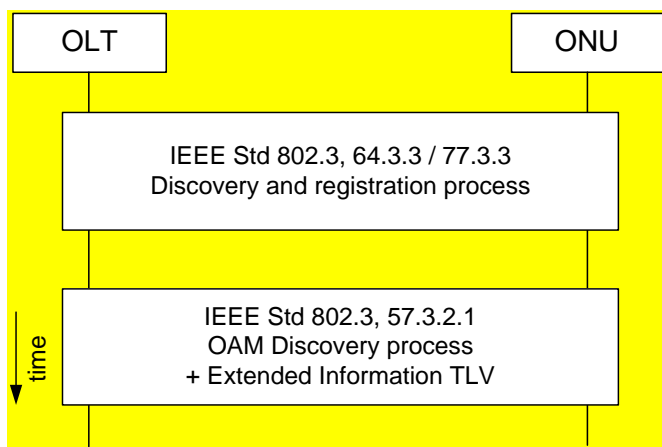 OLT
ONU
IEEE Std 802.3, 64.3.3 / 77.3.3
Discovery and registration process
IEEE Std 802.3, 57.3.2.1
OAM Discovery process
+ Extended Information TLV
time